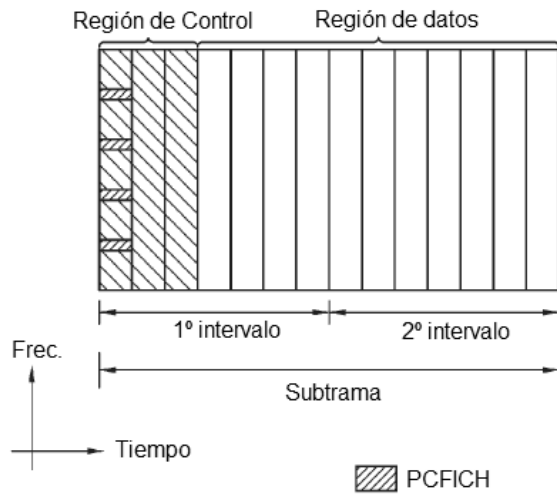 Región de Control
Región de datos
1º intervalo
2º intervalo
Frec.
Subtrama
Tiempo
PCFICH